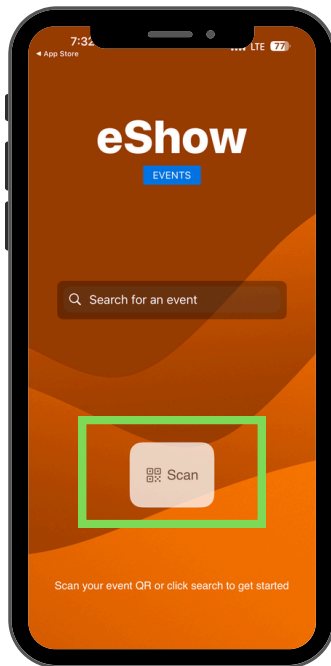 7:32
LTE 77
◀ App Store
eShow
EVENTS
Search for an event
Scan
Scan your event QR or click search to get started